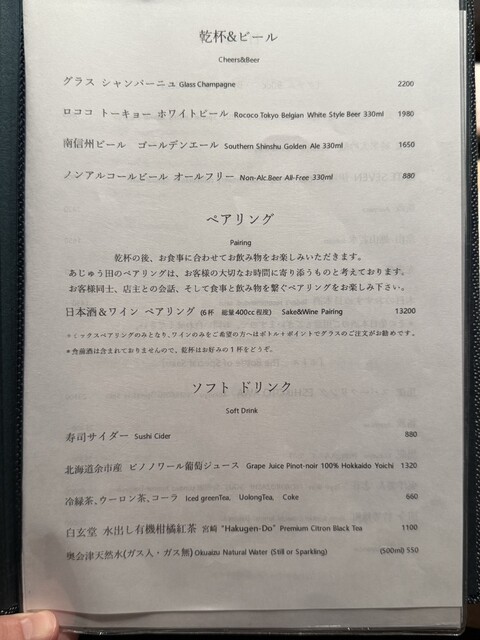 乾杯&ビール
Cheers&Beer
グラス シャンパーニュ Glass Champagne 2200
ロココ トーキョー ホワイトビール Rococo Tokyo Belgian White Style Beer 330ml 1980
南信州ビール ゴールデンエール Southern Shinshu Golden Ale 330ml 1650
ノンアルコールビール オールフリー Non-Alc.Beer All-Free 330ml 880
ペアリング
Pairing
乾杯の後、お食事に合わせてお飲み物をお楽しみいただきます。
あじゅう田のペアリングは、お客様の大切なお時間に寄り添うものと考えております。
お客様同士、店主との会話、そして食事と飲み物を繋ぐペアリングをお楽しみ下さい。
日本酒&ワイン ペアリング (6杯 総量400cc程度) Sake&Wine Pairing 13200
*ミックスペアリングのみとなり、ワインのみをご希望の方へはボトル+ポイントでグラスのご注文がお勧めです。
*食前酒は含まれておりませんので、乾杯はお好みの1杯をどうぞ。
ソフト ドリンク
Soft Drink
寿司サイダー Sushi Cider 880
北海道余市産 ピノノワール葡萄ジュース Grape Juice Pinot-noir 100% Hokkaido Yoichi 1320
冷緑茶、ウーロン茶、コーラ Iced greenTea, UolongTea, Coke 660
白玄堂 水出し有機柑橘紅茶 宮崎 "Hakugen-Do" Premium Citron Black Tea 1100
奥会津天然水(ガス入・ガス無) Okuaizu Natural Water (Still or Sparkling) (500ml) 550